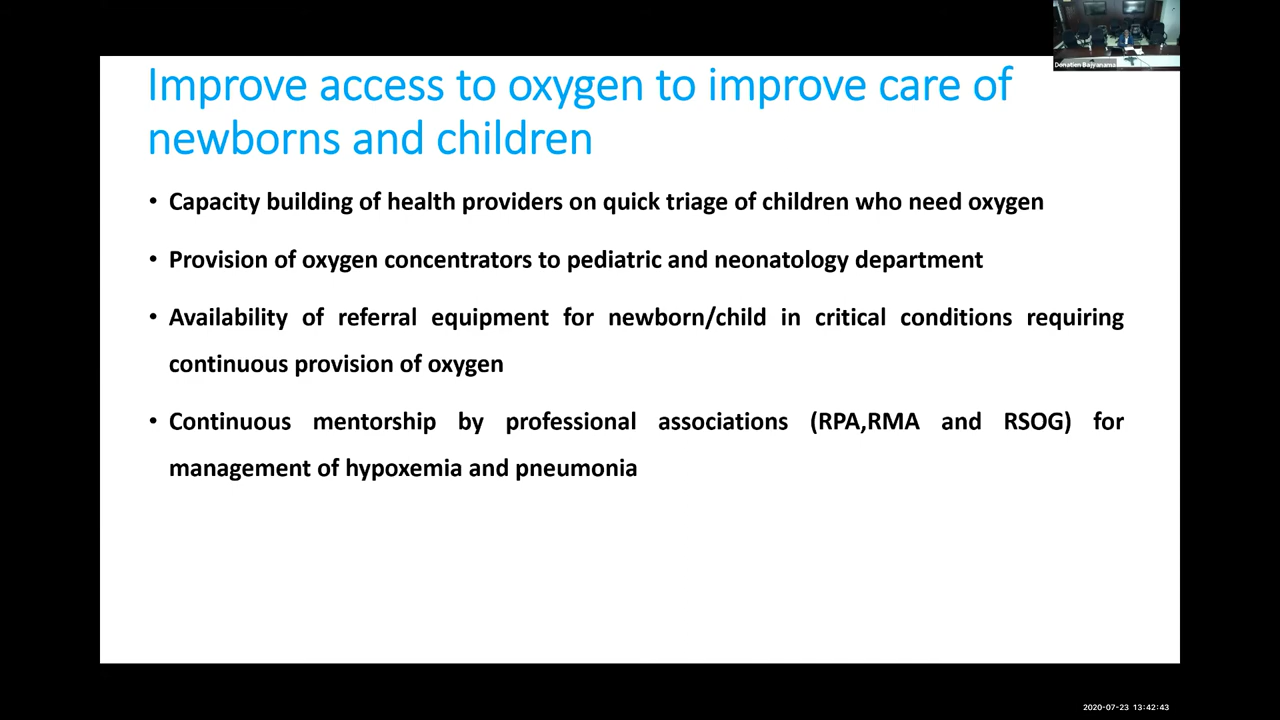 Improve access to oxygen to improve care of
newborns and children
• Capacity building of health providers on quick triage of children who need oxygen
• Provision of oxygen concentrators to pediatric and neonatology department
• Availability of referral equipment for newborn/child in critical conditions requiring
continuous provision of oxygen
• Continuous mentorship by professional associations (RPA,RMA and RSOG) for
management of hypoxemia and pneumonia
Donatien Bajyanama
2020-07-23 13:42:43